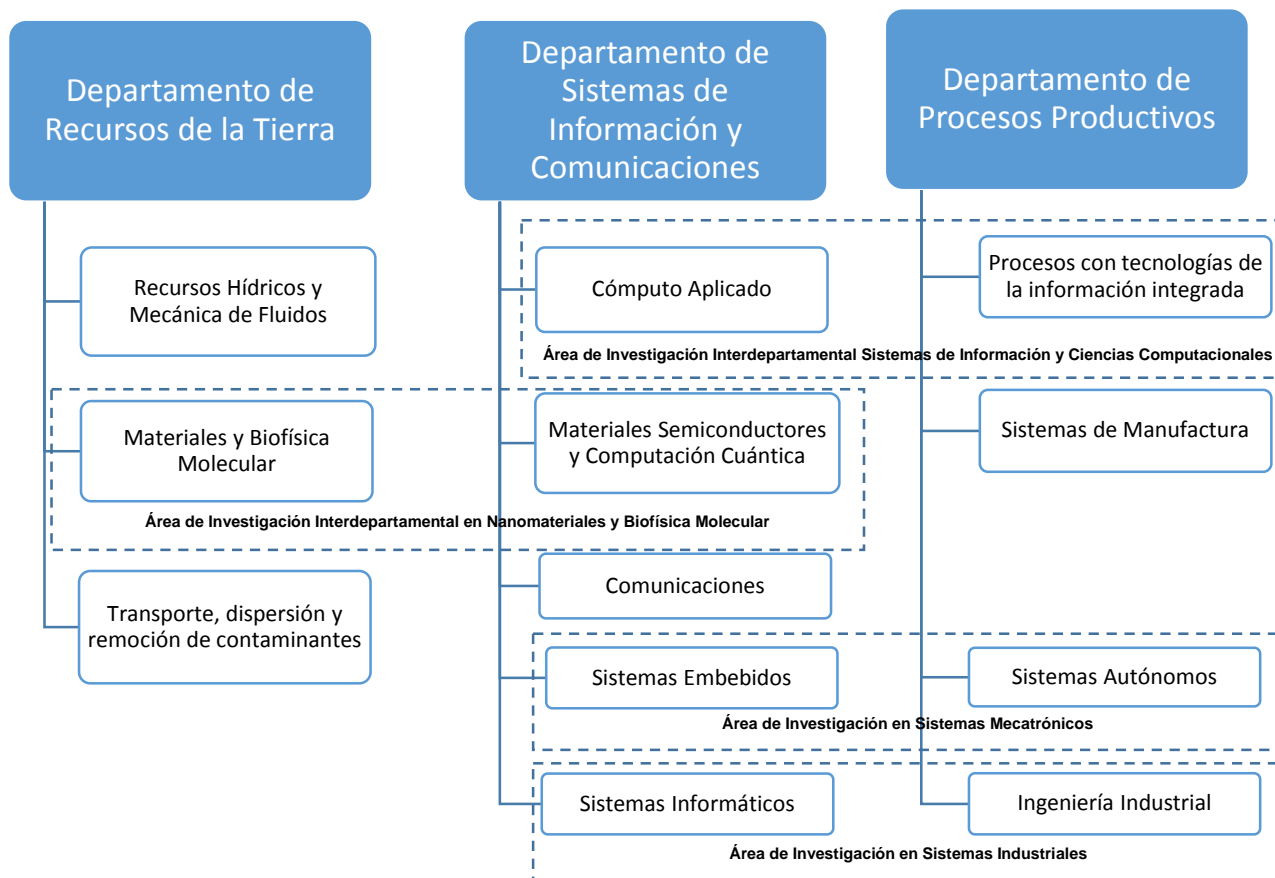 Departamento de
Recursos de la Tierra
Departamento de
Sistemas de
Información y
Comunicaciones
Departamento de
Procesos Productivos
Recursos Hídricos y
Mecánica de Fluidos
Cómputo Aplicado
Procesos con tecnologías de
la información integrada
Área de Investigación Interdepartamental Sistemas de Información y Ciencias Computacionales
Materiales y Biofísica
Molecular
Materiales Semiconductores
y Computación Cuántica
Sistemas de Manufactura
Área de Investigación Interdepartamental en Nanomateriales y Biofísica Molecular
Transporte, dispersión y
remoción de contaminantes
Comunicaciones
Sistemas Embebidos
Sistemas Autónomos
Área de Investigación en Sistemas Mecatrónicos
Sistemas Informáticos
Ingeniería Industrial
Área de Investigación en Sistemas Industriales